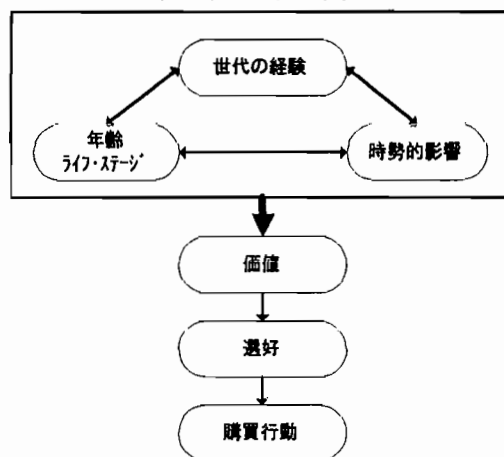 世代の経験
年齢
ﾗｲﾌ・ｽﾃｰｼﾞ
時勢的影響
価値
選好
購買行動